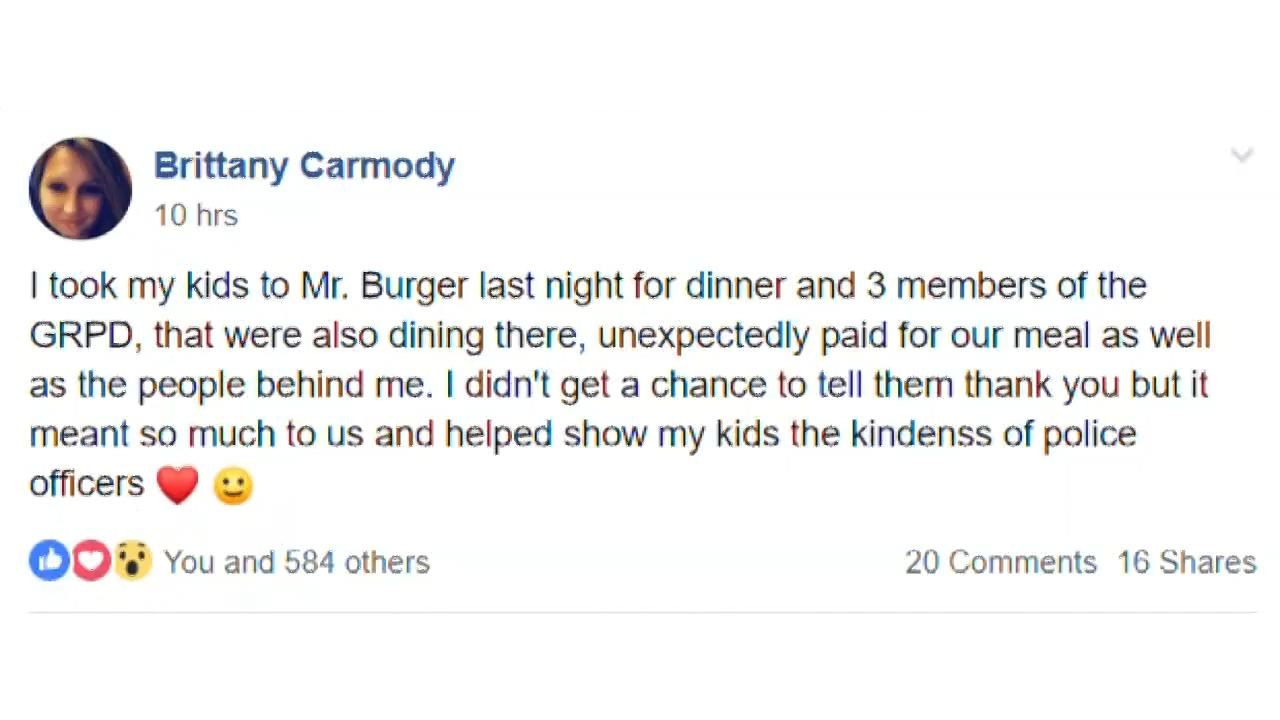 Brittany Carmody
10 hrs
I took my kids to Mr. Burger last night for dinner and 3 members of the
GRPD, that were also dining there, unexpectedly paid for our meal as well
as the people behind me. I didn't get a chance to tell them thank you but it
meant so much to us and helped show my kids the kindenss of police
officers ❤️ 🙂
You and 584 others 20 Comments 16 Shares